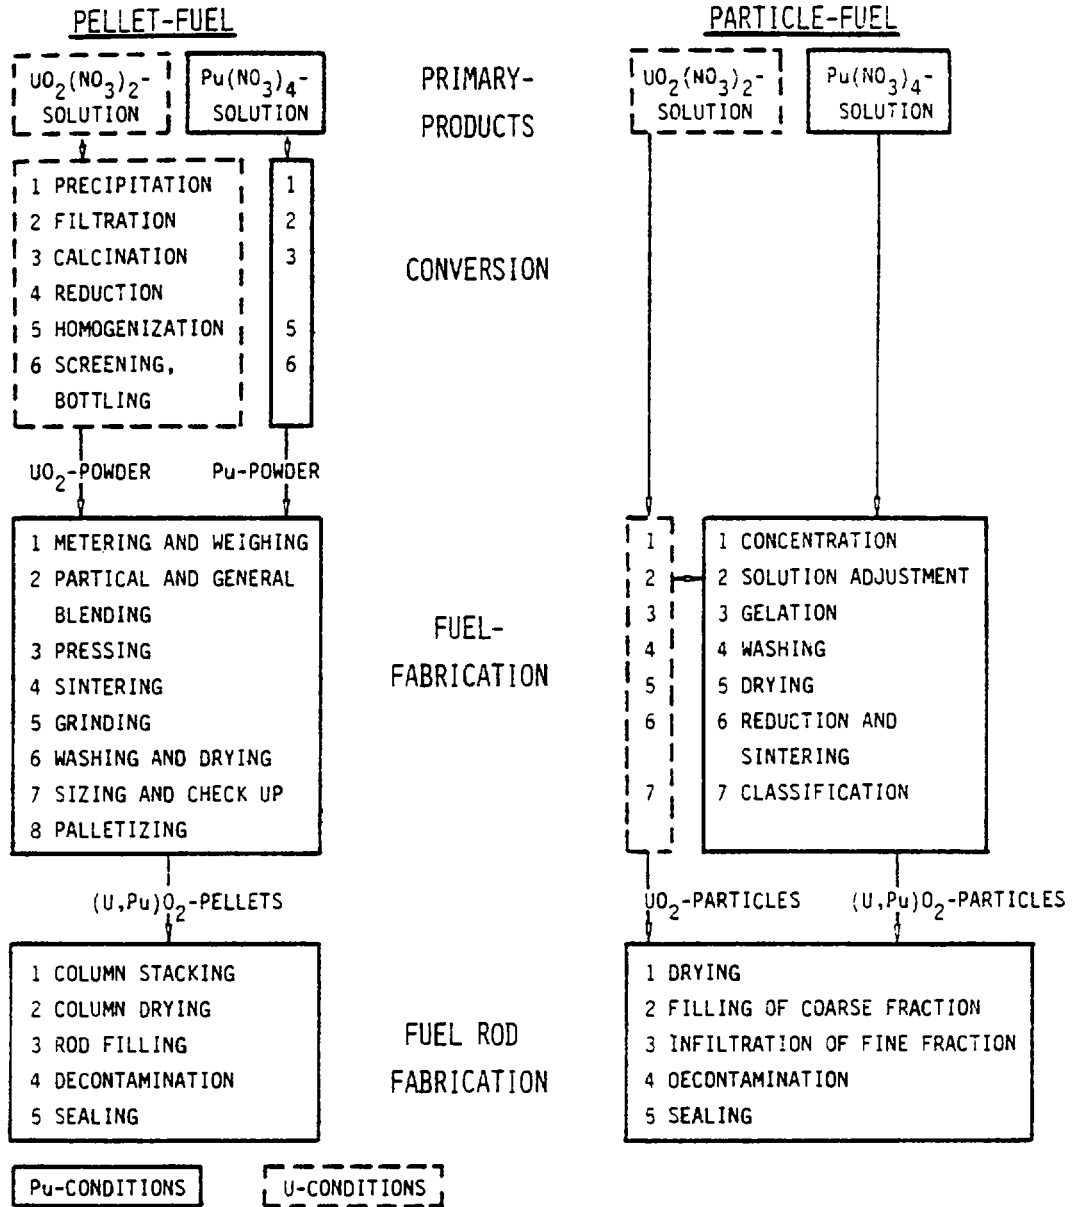 PELLET-FUEL
PARTICLE-FUEL
UO2(NO3)2-
SOLUTION
Pu(NO3)4-
SOLUTION
PRIMARY-
PRODUCTS
UO2(NO3)2-
SOLUTION
Pu(NO3)4-
SOLUTION
1 PRECIPITATION
2 FILTRATION
3 CALCINATION
4 REDUCTION
5 HOMOGENIZATION
6 SCREENING,
BOTTLING
1
2
3
5
6
CONVERSION
UO2-POWDER
Pu-POWDER
1 METERING AND WEIGHING
2 PARTICAL AND GENERAL
BLENDING
3 PRESSING
4 SINTERING
5 GRINDING
6 WASHING AND DRYING
7 SIZING AND CHECK UP
8 PALLETIZING
FUEL-
FABRICATION
1
2
3
4
5
6
7
1 CONCENTRATION
2 SOLUTION ADJUSTMENT
3 GELATION
4 WASHING
5 DRYING
6 REDUCTION AND
SINTERING
7 CLASSIFICATION
(U,Pu)O2-PELLETS
UO2-PARTICLES
(U,Pu)O2-PARTICLES
1 COLUMN STACKING
2 COLUMN DRYING
3 ROD FILLING
4 DECONTAMINATION
5 SEALING
FUEL ROD
FABRICATION
1 DRYING
2 FILLING OF COARSE FRACTION
3 INFILTRATION OF FINE FRACTION
4 DECONTAMINATION
5 SEALING
Pu-CONDITIONS
U-CONDITIONS